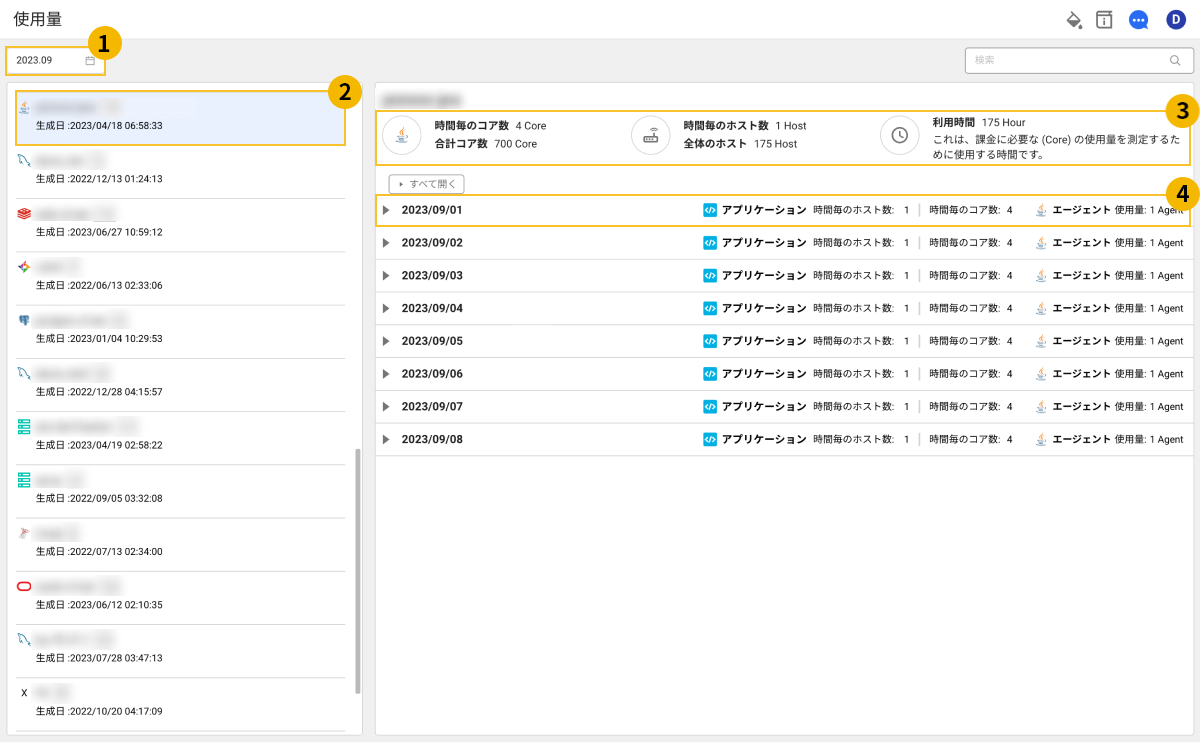 使用量
D
1
2023.09
検索
2
生成日 :2023/04/18 06:58:33
生成日 :2022/12/13 01:24:13
生成日 :2023/06/27 10:59:12
生成日 :2022/06/13 02:33:06
生成日 :2023/01/04 10:29:53
生成日 :2022/12/28 04:15:57
生成日 :2023/04/19 02:58:22
生成日 :2022/09/05 03:32:08
生成日 :2022/07/13 02:34:00
生成日 :2023/06/12 02:10:35
生成日 :2023/07/28 03:47:13
X
生成日 :2022/10/20 04:17:09
3
時間毎のコア数 4 Core
合計コア数 700 Core
時間毎のホスト数 1 Host
全体のホスト 175 Host
利用時間 175 Hour
これは、課金に必要な (Core) の使用量を測定するた
めに使用する時間です。
すべて開く
4
2023/09/01 アプリケーション 時間毎のホスト数: 1 時間毎のコア数: 4 エージェント 使用量: 1 Agent
2023/09/02 アプリケーション 時間毎のホスト数: 1 時間毎のコア数: 4 エージェント 使用量: 1 Agent
2023/09/03 アプリケーション 時間毎のホスト数: 1 時間毎のコア数: 4 エージェント 使用量: 1 Agent
2023/09/04 アプリケーション 時間毎のホスト数: 1 時間毎のコア数: 4 エージェント 使用量: 1 Agent
2023/09/05 アプリケーション 時間毎のホスト数: 1 時間毎のコア数: 4 エージェント 使用量: 1 Agent
2023/09/06 アプリケーション 時間毎のホスト数: 1 時間毎のコア数: 4 エージェント 使用量: 1 Agent
2023/09/07 アプリケーション 時間毎のホスト数: 1 時間毎のコア数: 4 エージェント 使用量: 1 Agent
2023/09/08 アプリケーション 時間毎のホスト数: 1 時間毎のコア数: 4 エージェント 使用量: 1 Agent